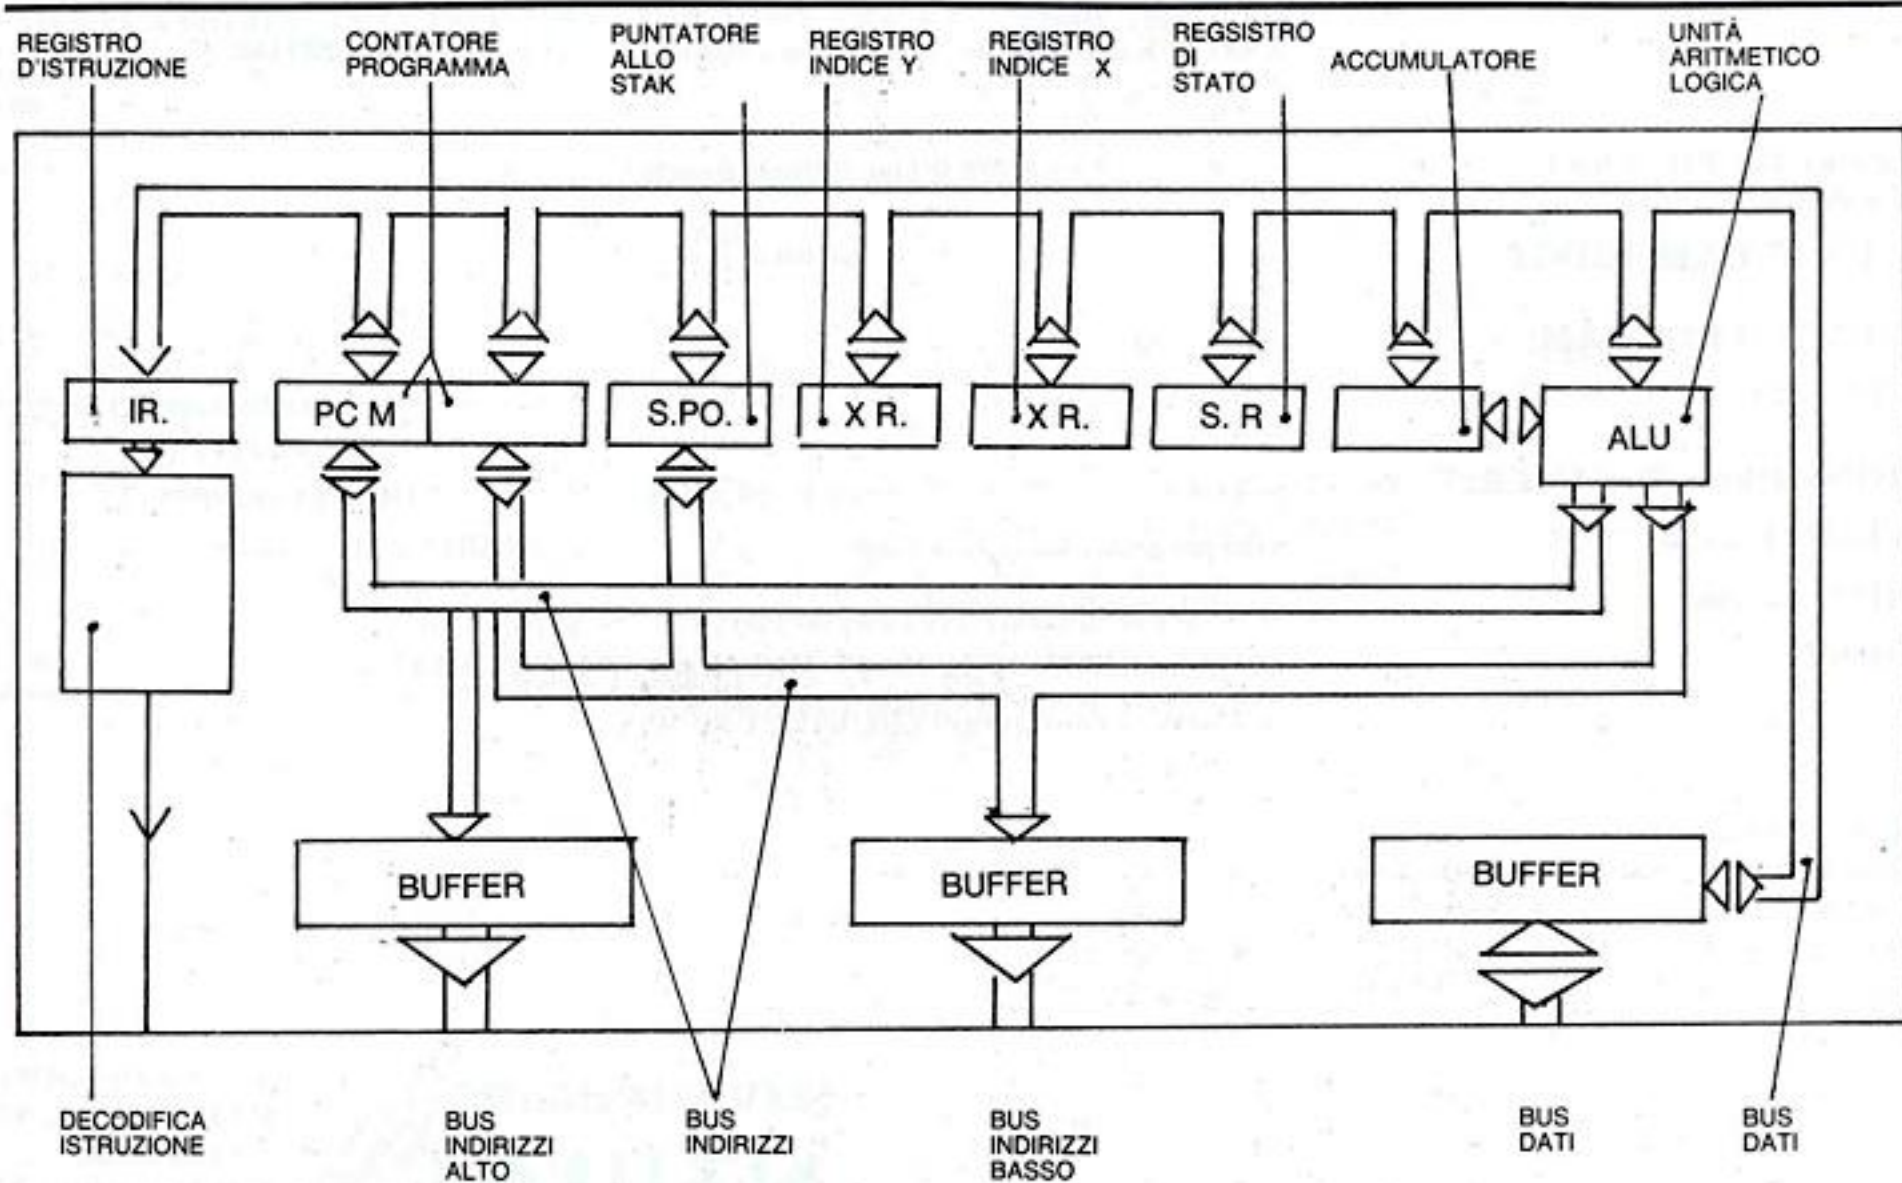 REGISTRO
D'ISTRUZIONE
CONTATORE
PROGRAMMA
PUNTATORE
ALLO
STAK
REGISTRO
INDICE Y
REGISTRO
INDICE X
REGSISTRO
DI
STATO
ACCUMULATORE
UNITÀ
ARITMETICO
LOGICA
IR.
PC M
S.PO.
X R.
X R.
S. R
ALU
BUFFER
BUFFER
BUFFER
DECODIFICA
ISTRUZIONE
BUS
INDIRIZZI
ALTO
BUS
INDIRIZZI
BUS
INDIRIZZI
BASSO
BUS
DATI
BUS
DATI